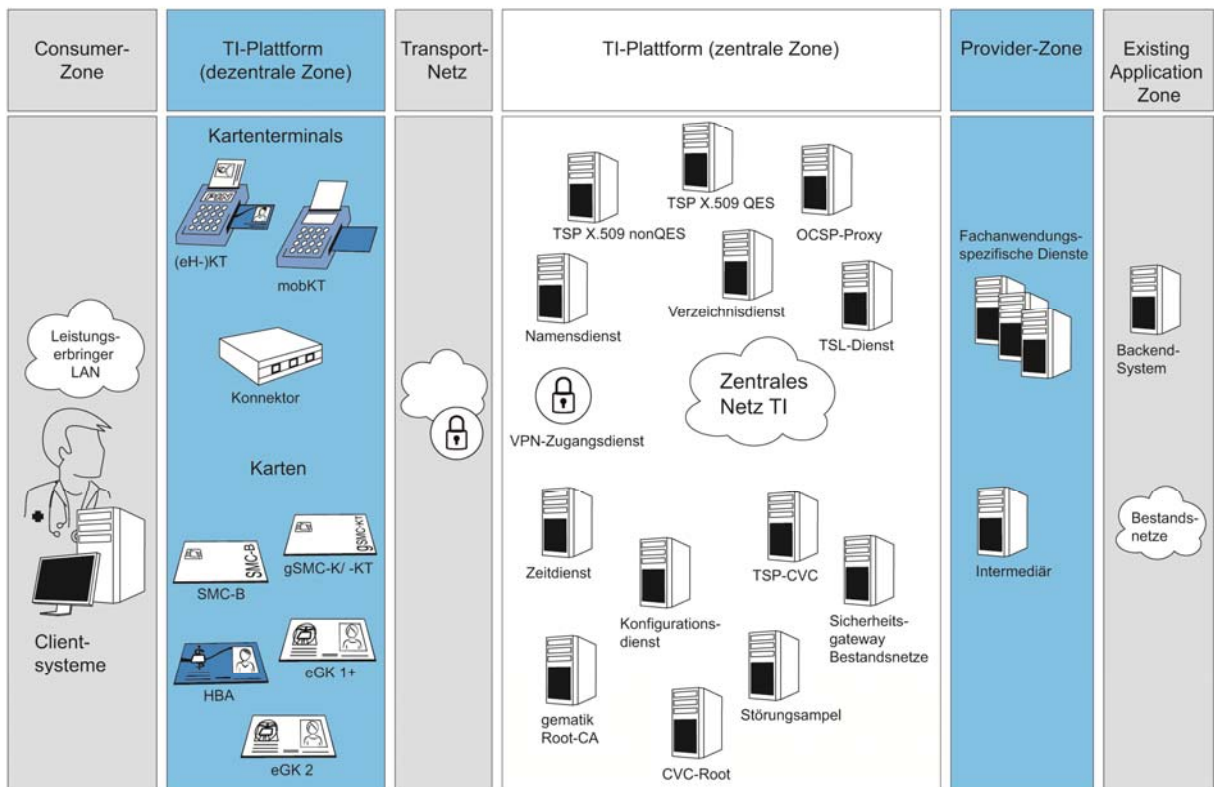 Consumer-
Zone
TI-Plattform
(dezentrale Zone)
Transport-
Netz
TI-Plattform (zentrale Zone)
Provider-Zone
Existing
Application
Zone
Leistungs-
erbringer
LAN
Client-
systeme
Kartenterminals
(eH-)KT
mobKT
Konnektor
Karten
SMC-B
SMC-B
gSMC-KT
gSMC-K/ -KT
HBA
eGK 1+
eGK 2
TSP X.509 nonQES
TSP X.509 QES
OCSP-Proxy
Namensdienst
Verzeichnisdienst
TSL-Dienst
VPN-Zugangsdienst
Zentrales
Netz TI
Zeitdienst
Konfigurations-
dienst
TSP-CVC
Sicherheits-
gateway
Bestandsnetze
gematik
Root-CA
CVC-Root
Störungsampel
Fachanwendungs-
spezifische Dienste
Intermediär
Backend-
System
Bestands-
netze